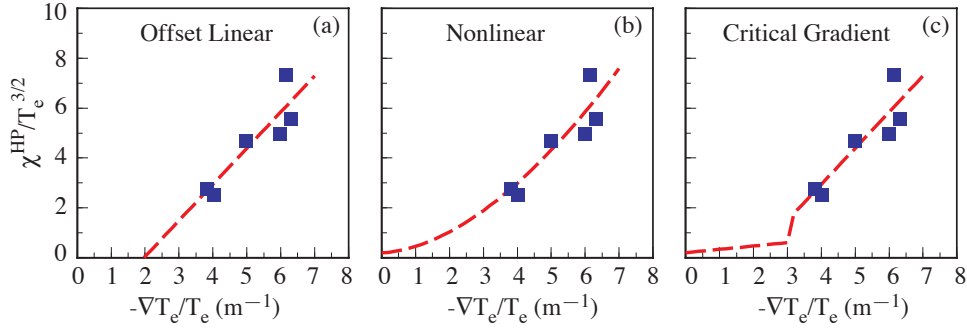 Offset Linear (a)
Nonlinear (b)
Critical Gradient (c)
χ^HP/T_e^3/2
10
8
6
4
2
0
0 1 2 3 4 5 6 7 8
0 1 2 3 4 5 6 7 8
0 1 2 3 4 5 6 7 8
-∇T_e/T_e (m⁻¹)
-∇T_e/T_e (m⁻¹)
-∇T_e/T_e (m⁻¹)